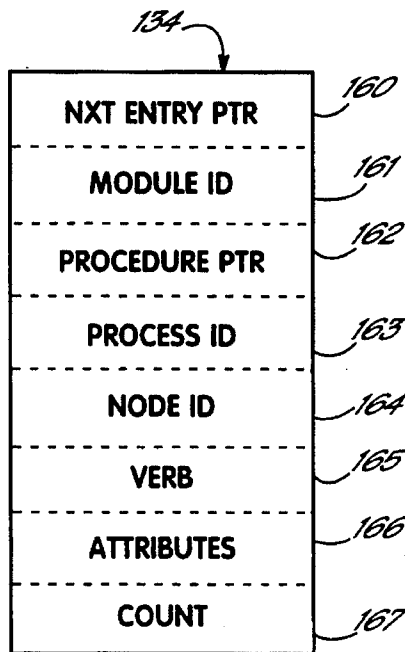 134
NXT ENTRY PTR 160
MODULE ID 161
PROCEDURE PTR 162
PROCESS ID 163
NODE ID 164
VERB 165
ATTRIBUTES 166
COUNT 167